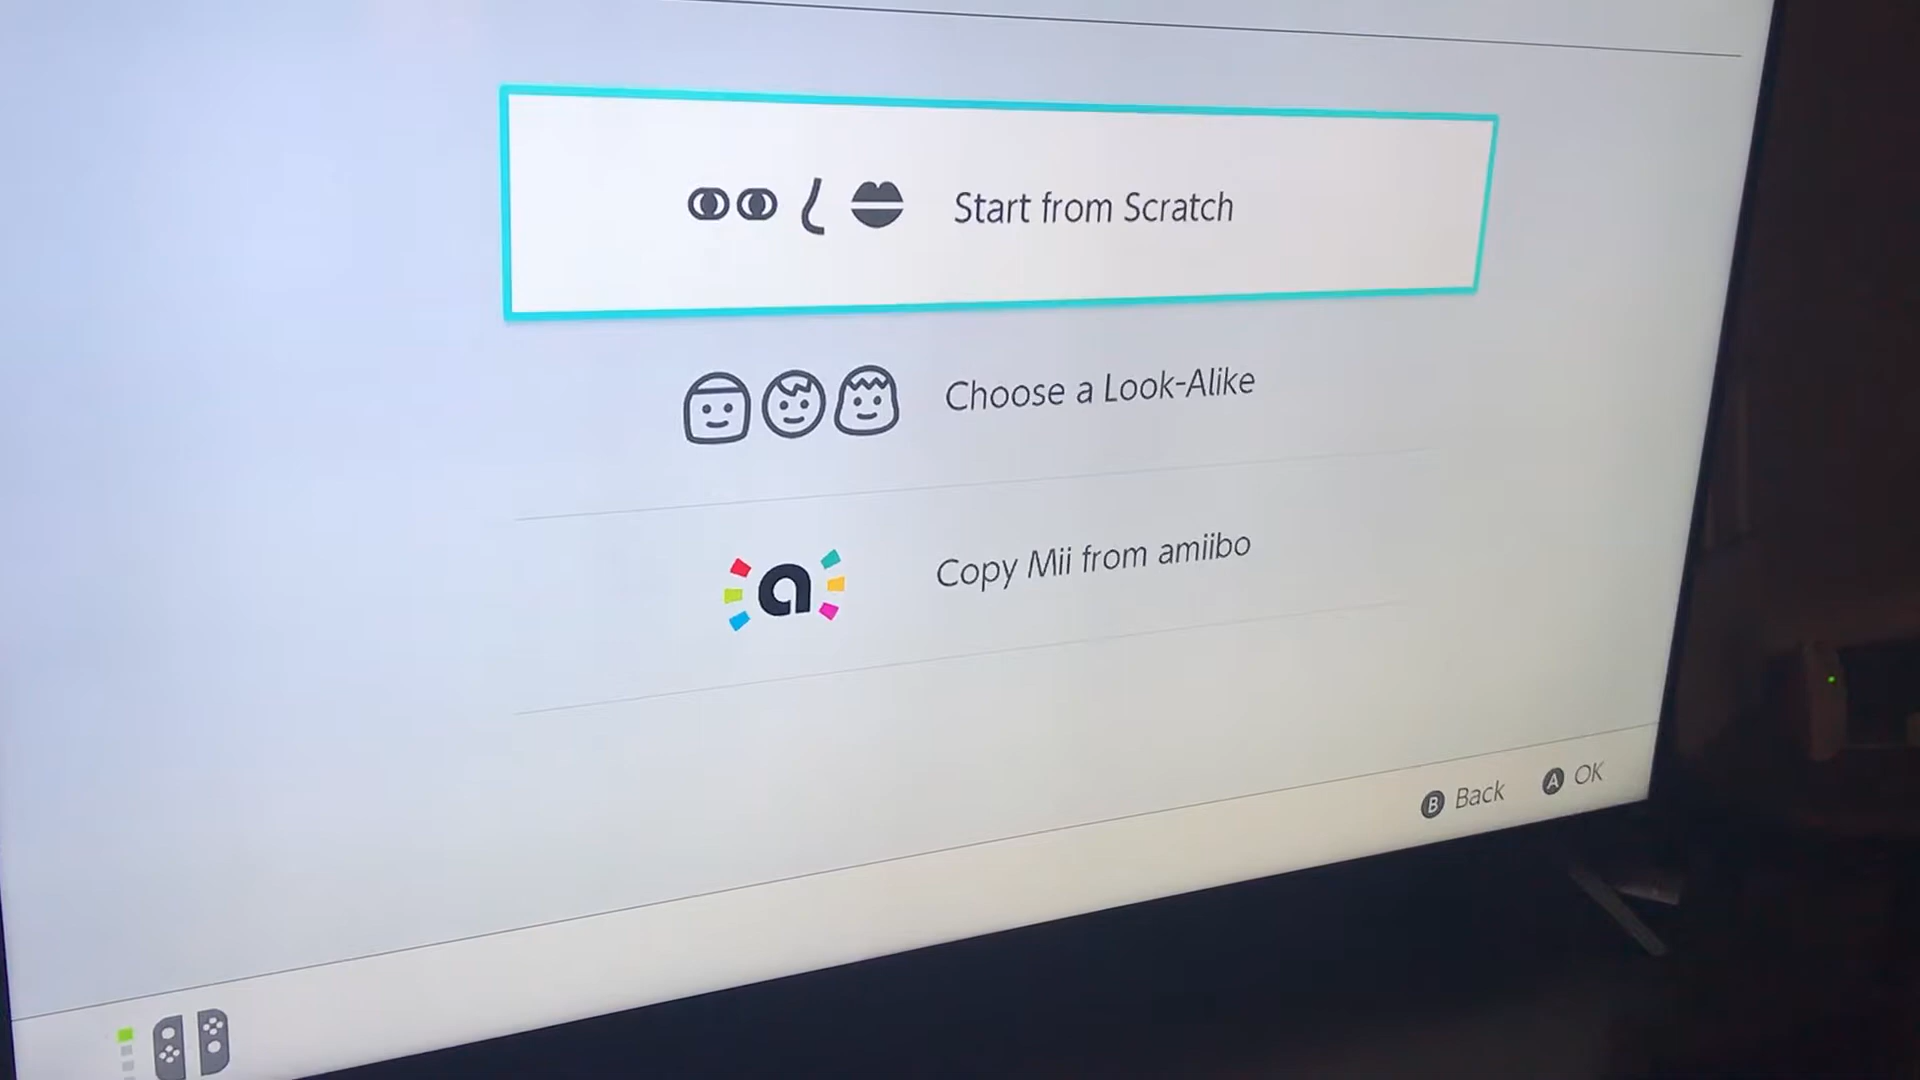 Start from Scratch
Choose a Look-Alike
a
Copy Mii from amiibo
B Back A OK